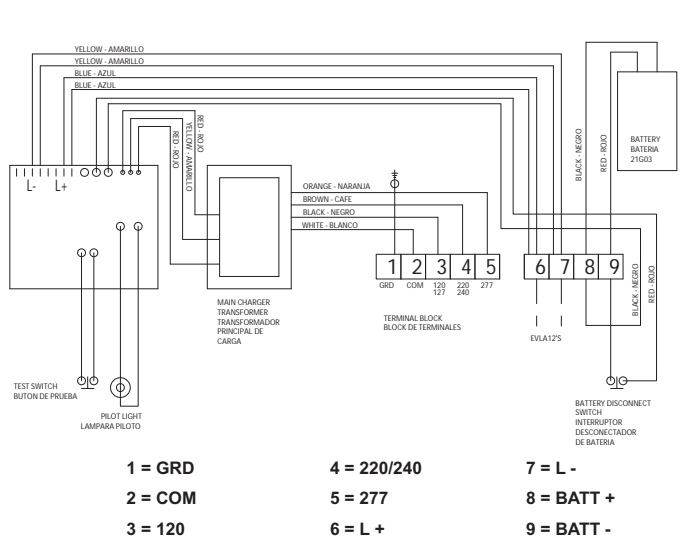 YELLOW - AMARILLO
YELLOW - AMARILLO
BLUE - AZUL
BLUE - AZUL
RED - ROJO
YELLOW - AMARILLO
RED - ROJO
BLACK - NEGRO
RED - ROJO
BATTERY
BATERIA
21G03
L-
L+
ORANGE - NARANJA
BROWN - CAFE
BLACK - NEGRO
WHITE - BLANCO
1 2 3 4 5
GRD COM 120 220 277
127 240
6 7 8 9
BLACK - NEGRO
RED - ROJO
MAIN CHARGER
TRANSFORMER
TRANSFORMADOR
PRINCIPAL DE
CARGA
TERMINAL BLOCK
BLOCK DE TERMINALES
EVLA12'S
TEST SWITCH
BUTON DE PRUEBA
PILOT LIGHT
LAMPARA PILOTO
BATTERY DISCONNECT
SWITCH
INTERRUPTOR
DESCONECTADOR
DE BATERIA
1 = GRD
2 = COM
3 = 120
4 = 220/240
5 = 277
6 = L +
7 = L -
8 = BATT +
9 = BATT -